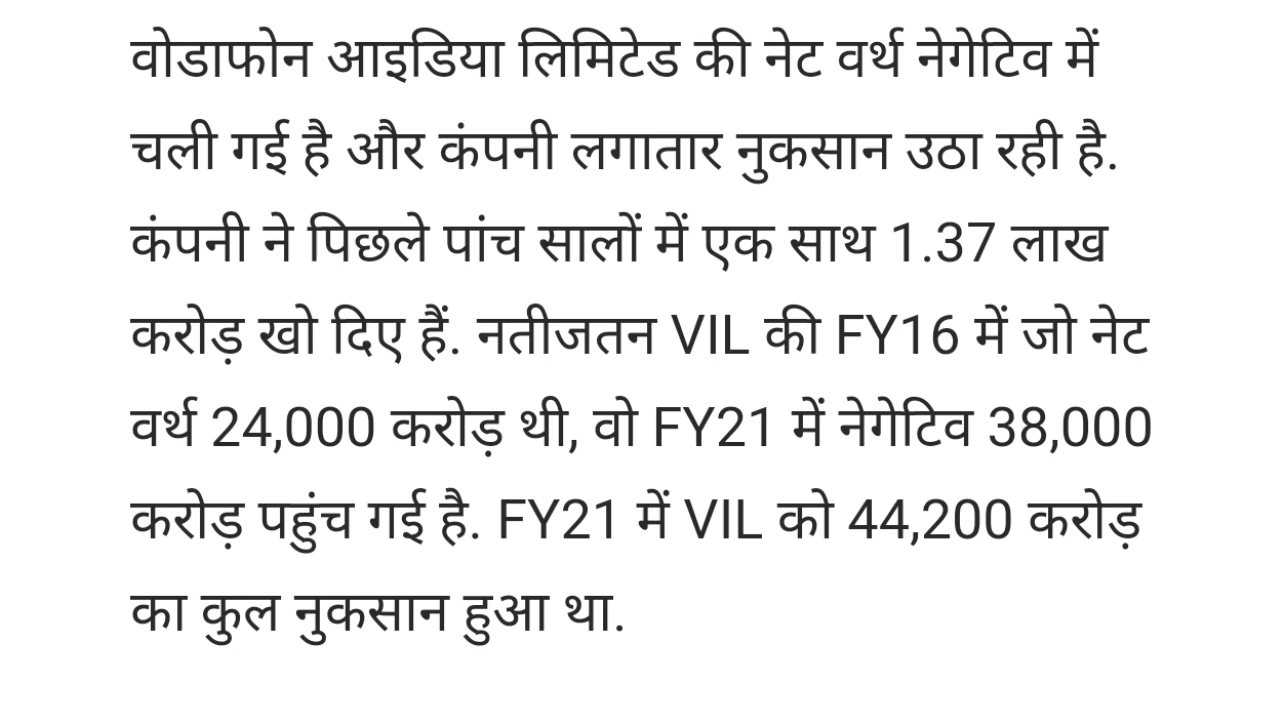 वोडाफोन आइडिया लिमिटेड की नेट वर्थ नेगेटिव में
चली गई है और कंपनी लगातार नुकसान उठा रही है.
कंपनी ने पिछले पांच सालों में एक साथ 1.37 लाख
करोड़ खो दिए हैं. नतीजतन VIL की FY16 में जो नेट
वर्थ 24,000 करोड़ थी, वो FY21 में नेगेटिव 38,000
करोड़ पहुंच गई है. FY21 में VIL को 44,200 करोड़
का कुल नुकसान हुआ था.